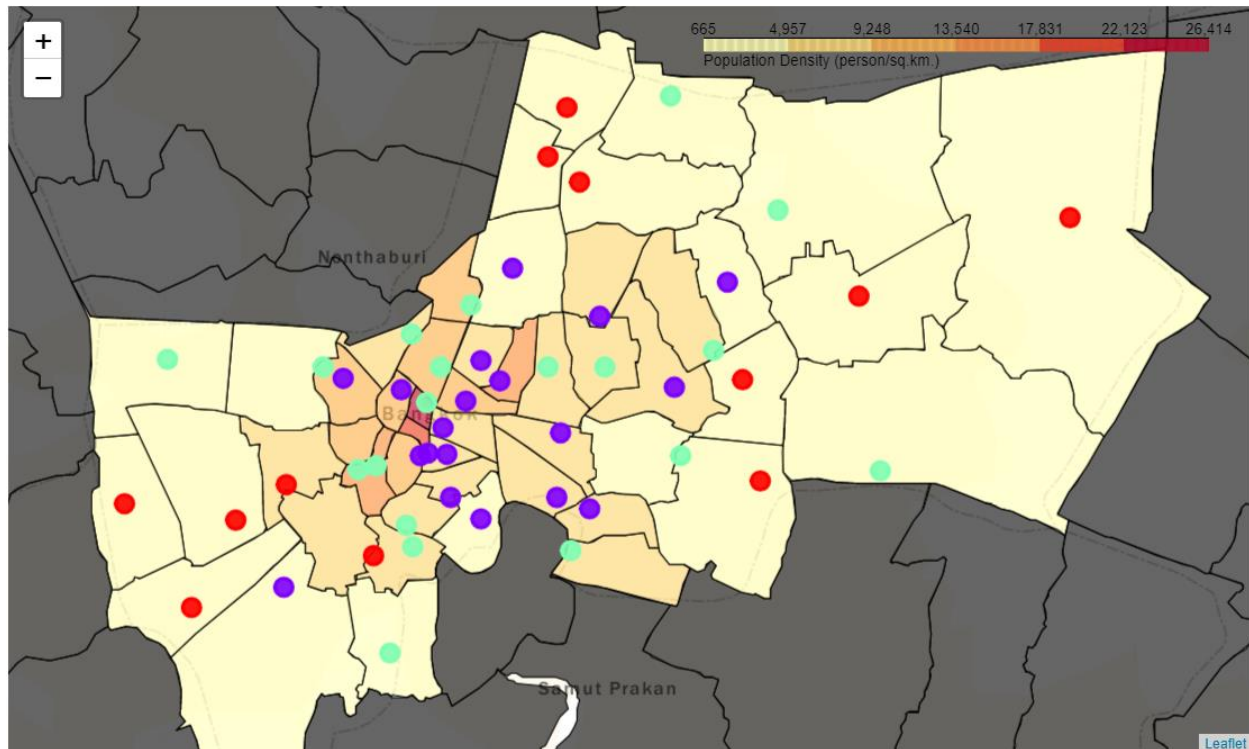 +
−
665 4,957 9,248 13,540 17,831 22,123 26,414
Population Density (person/sq.km.)
Nonthaburi
Bangkok
Samut Prakan
Leaflet